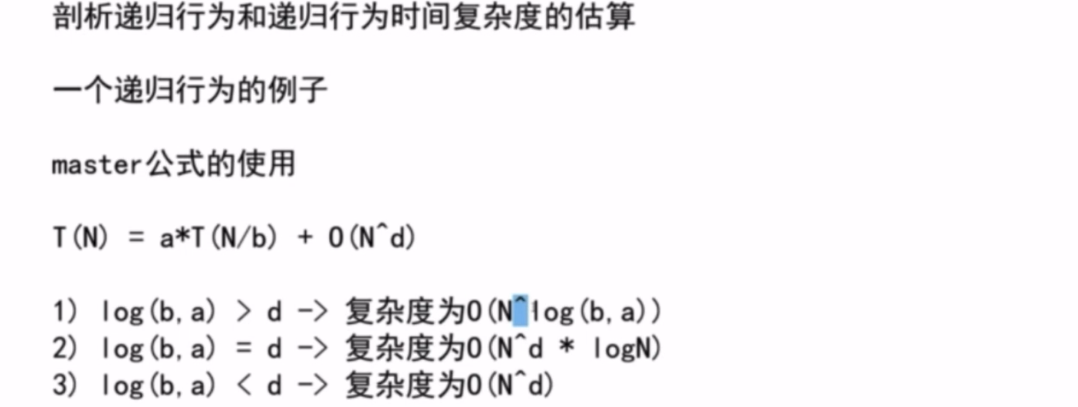 剖析递归行为和递归行为时间复杂度的估算
一个递归行为的例子
master公式的使用
T(N) = a*T(N/b) + O(N^d)
1) log(b,a) > d -> 复杂度为O(N^log(b,a))
2) log(b,a) = d -> 复杂度为O(N^d * logN)
3) log(b,a) < d -> 复杂度为O(N^d)